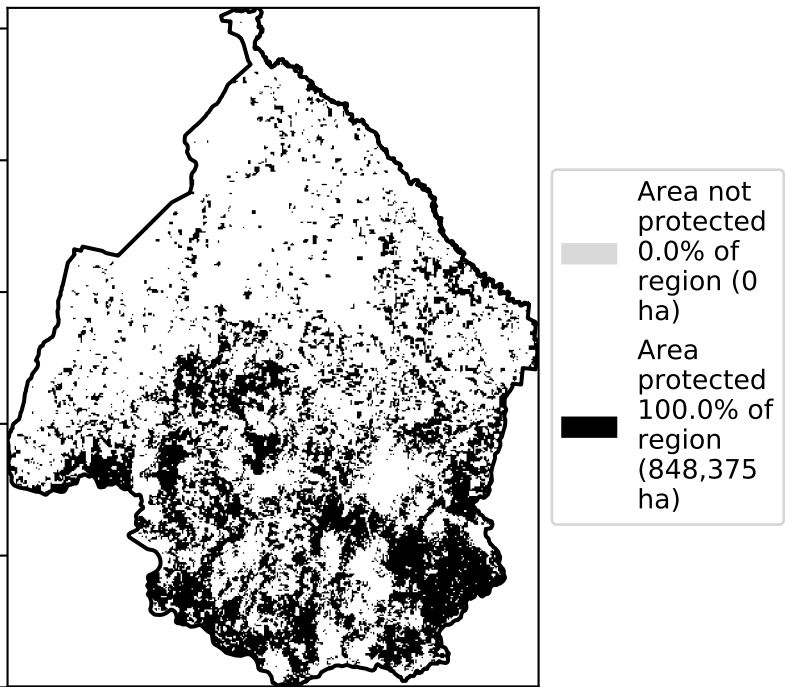 Area not
protected
0.0% of
region (0
ha)
Area
protected
100.0% of
region
(848,375
ha)